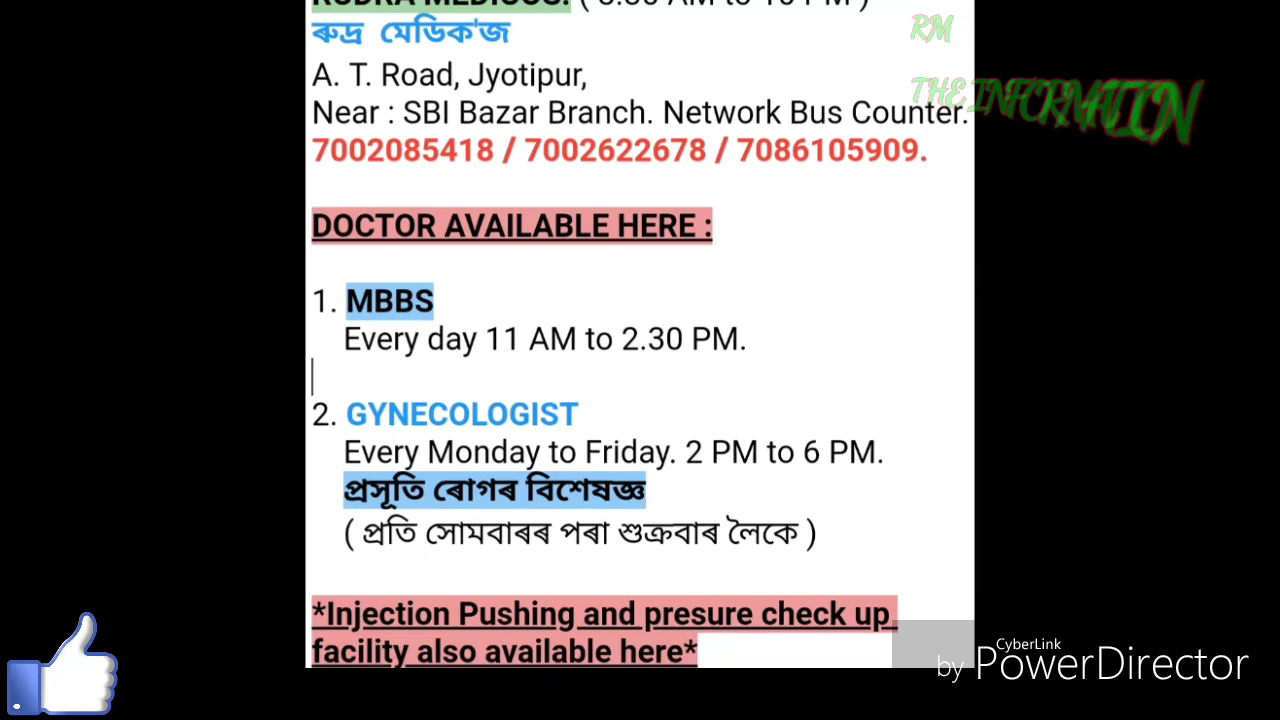 RUDRA MEDICOS.
ৰুদ্ৰ মেডিক'জ
A. T. Road, Jyotipur,
Near : SBI Bazar Branch. Network Bus Counter.
7002085418 / 7002622678 / 7086105909.
DOCTOR AVAILABLE HERE :
1. MBBS
Every day 11 AM to 2.30 PM.
2. GYNECOLOGIST
Every Monday to Friday. 2 PM to 6 PM.
প্ৰসূতি ৰোগৰ বিশেষজ্ঞ
( প্ৰতি সোমবাৰৰ পৰা শুক্ৰবাৰ লৈকে )
*Injection Pushing and presure check up
facility also available here*
RM
THE INFORMATION
by CyberLink PowerDirector